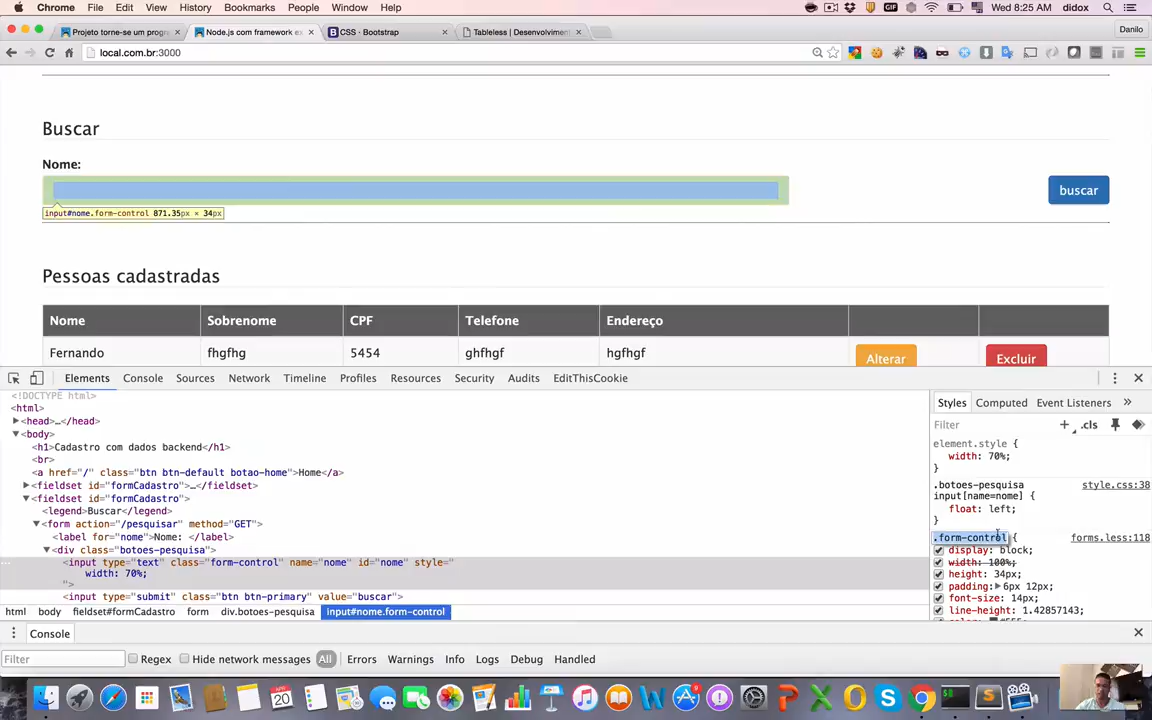 Chrome File Edit View History Bookmarks People Window Help GIF Wed 8:25 AM didox
Projeto torne-se um progr × Node.js com framework ex × CSS · Bootstrap × Tableless | Desenvolvimen × Danilo
local.com.br:3000
Buscar
Nome:
buscar
input#nome.form-control 871.35px × 34px
Pessoas cadastradas
Nome Sobrenome CPF Telefone Endereço
Fernando fhgfhg 5454 ghfhgf hgfhgf Alterar Excluir
Elements Console Sources Network Timeline Profiles Resources Security Audits EditThisCookie
<!DOCTYPE html>
<html>
<head>…</head>
<body>
<h1>Cadastro com dados backend</h1>
<br>
<a href="/" class="btn btn-default botao-home">Home</a>
<fieldset id="formCadastro">…</fieldset>
<fieldset id="formCadastro">
<legend>Buscar</legend>
<form action="/pesquisar" method="GET">
<label for="nome">Nome: </label>
<div class="botoes-pesquisa">
<input type="text" class="form-control" name="nome" id="nome" style="
width: 70%;
">
<input type="submit" class="btn btn-primary" value="buscar">
html body fieldset#formCadastro form div.botoes-pesquisa input#nome.form-control
Styles Computed Event Listeners »
Filter + .cls
element.style {
width: 70%;
}
.botoes-pesquisa style.css:38
input[name=nome] {
float: left;
}
.form-control { forms.less:118
display: block;
width: 100%;
height: 34px;
padding: 6px 12px;
font-size: 14px;
line-height: 1.42857143;
Console
Filter Regex Hide network messages All Errors Warnings Info Logs Debug Handled